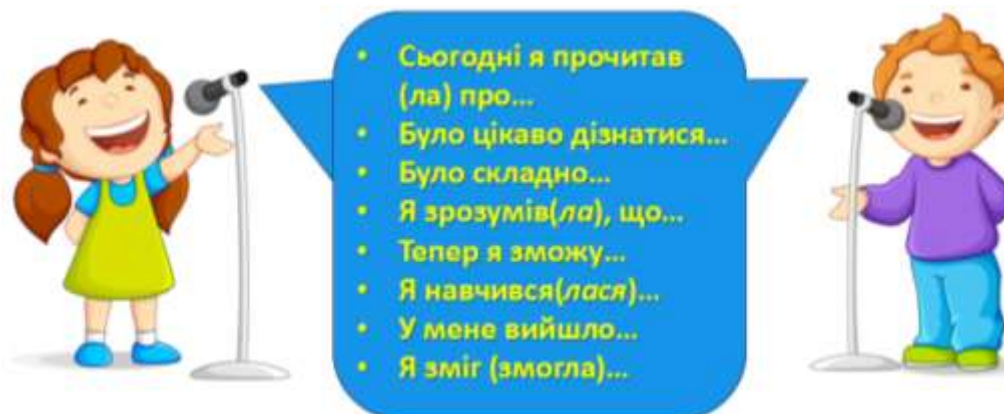 • Сьогодні я прочитав
(ла) про...
• Було цікаво дізнатися...
• Було складно...
• Я зрозумів(ла), що...
• Тепер я зможу...
• Я навчився(лася)...
• У мене вийшло...
• Я зміг (змогла)...